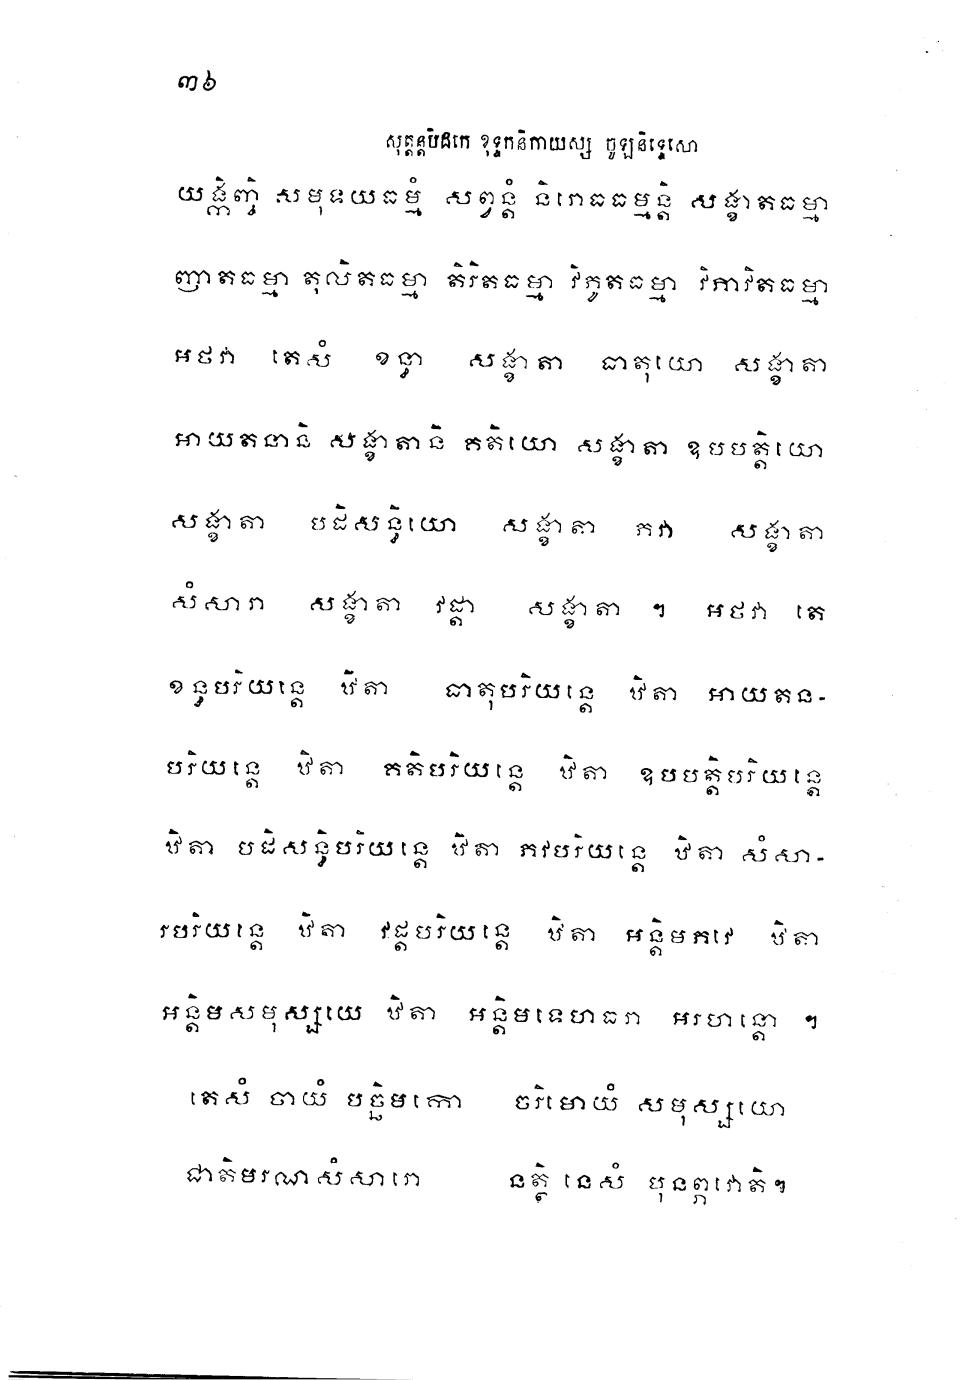 ៣៦
សុត្តន្តបិដកេ ខុទ្ទកនិកាយស្ស ចូឡនិទ្ទេសោ
យង្កិញ្ចិ សមុទយធម្មំ សព្វន្តំ និរោធធម្មន្តិ សង្ខាតធម្មា
ញាតធម្មា តុលិតធម្មា តិរិតធម្មា វិភូតធម្មា វិភាវិតធម្មា
អថវា តេសំ ខន្ធា សង្ខាតា ធាតុយោ សង្ខាតា
អាយតនានិ សង្ខាតានិ គតិយោ សង្ខាតា ឧបបត្តិយោ
សង្ខាតា បដិសន្ធិយោ សង្ខាតា ភវា សង្ខាតា
សំសារា សង្ខាតា វដ្តា សង្ខាតា ។ អថវា តេ
ខន្ធបរិយន្តេ ឋិតា ធាតុបរិយន្តេ ឋិតា អាយតន-
បរិយន្តេ ឋិតា គតិបរិយន្តេ ឋិតា ឧបបត្តិបរិយន្តេ
ឋិតា បដិសន្ធិបរិយន្តេ ឋិតា ភវបរិយន្តេ ឋិតា សំសា-
របរិយន្តេ ឋិតា វដ្តបរិយន្តេ ឋិតា អន្តិមភវេ ឋិតា
អន្តិមសមុស្សយេ ឋិតា អន្តិមទេហធរា អរហន្តោ ។
តេសំ ចាយំ បច្ឆិមកោ ចរិមោយំ សមុស្សយោ
ជាតិមរណសំសារោ នត្ថិ នេសំ បុនព្ភវោតិ។